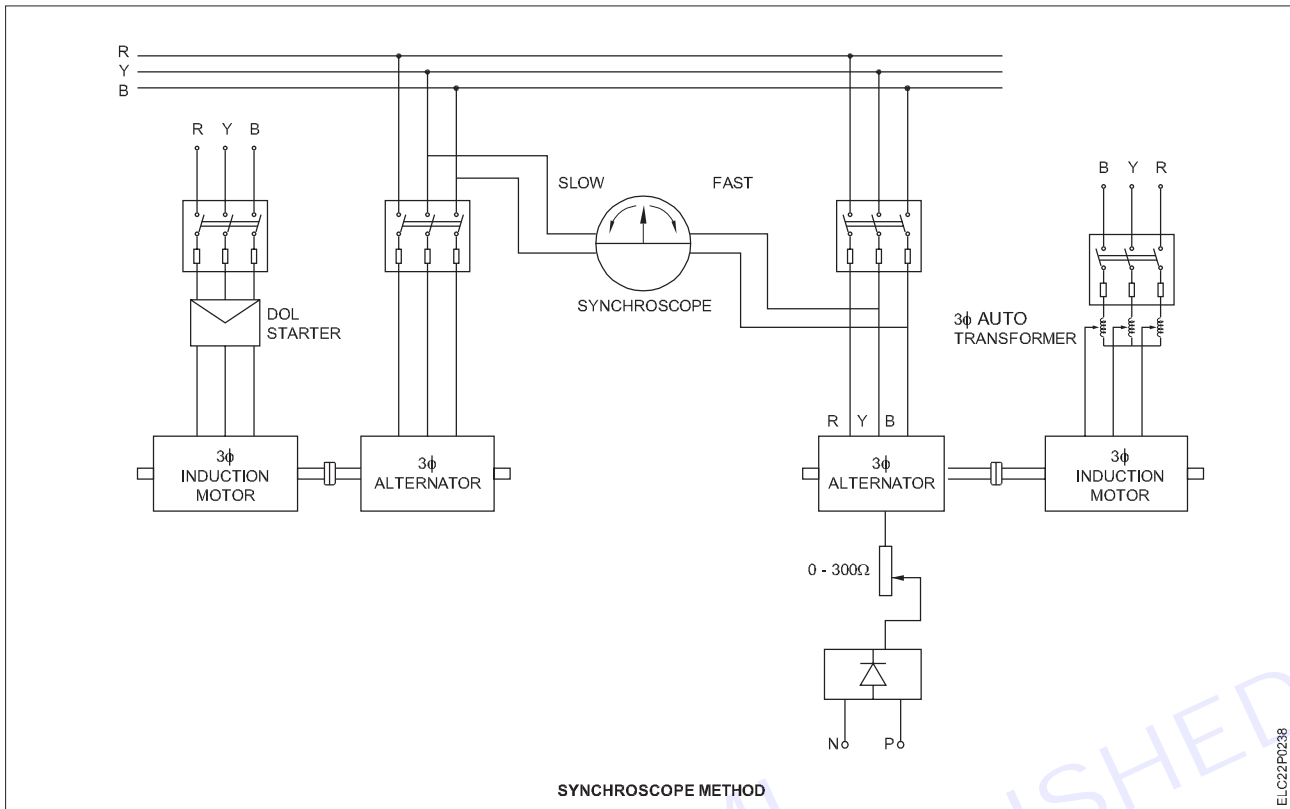 R
Y
B
R Y B
SLOW
FAST
B Y R
SYNCHROSCOPE
DOL
STARTER
3ϕ AUTO
TRANSFORMER
R Y B
3ϕ
INDUCTION
MOTOR
3ϕ
ALTERNATOR
3ϕ
ALTERNATOR
3ϕ
INDUCTION
MOTOR
0 - 300Ω
N
P
SYNCHROSCOPE METHOD
ELC22P0238